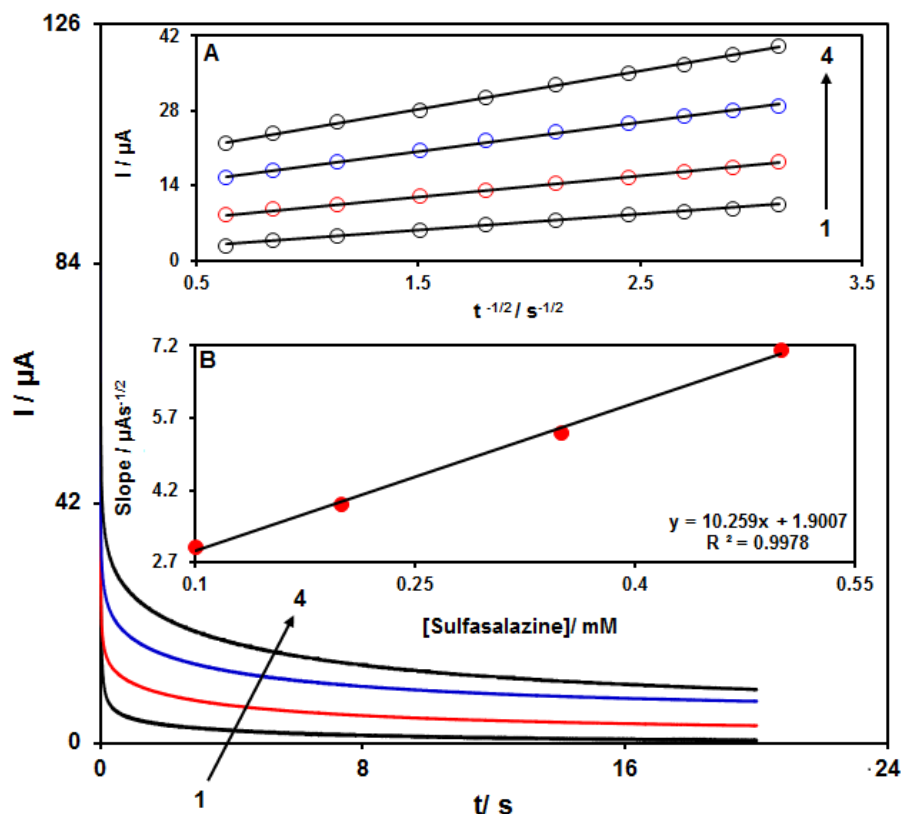 126
84
42
0
I / µA
0
8
16
24
t/ s
1
4
A
42
28
14
0
I / µA
0.5
1.5
2.5
3.5
t -1/2 / s-1/2
4
1
B
7.2
5.7
4.2
2.7
Slope / µAs-1/2
0.1
0.25
0.4
0.55
[Sulfasalazine]/ mM
y = 10.259x + 1.9007
R ² = 0.9978